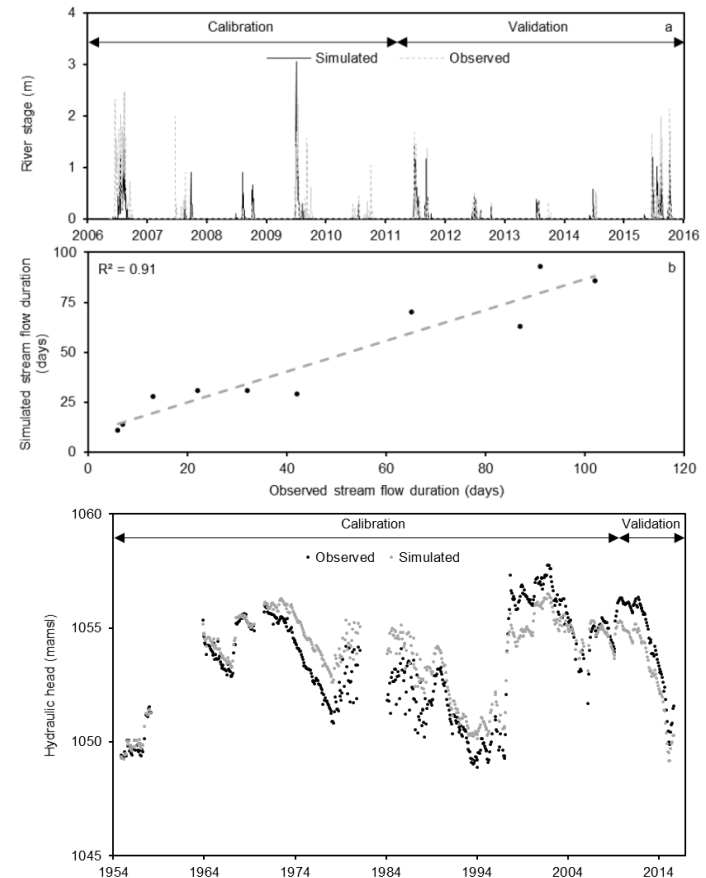 Calibration Validation a
Simulated Observed
4
3
2
1
0
River stage (m)
2006 2007 2008 2009 2010 2011 2012 2013 2014 2015 2016
R² = 0.91 b
100
75
50
25
0
Simulated stream flow duration
(days)
0 20 40 60 80 100 120
Observed stream flow duration (days)
Calibration Validation
Observed Simulated
1060
1055
1050
1045
Hydraulic head (mamsl)
1954 1964 1974 1984 1994 2004 2014